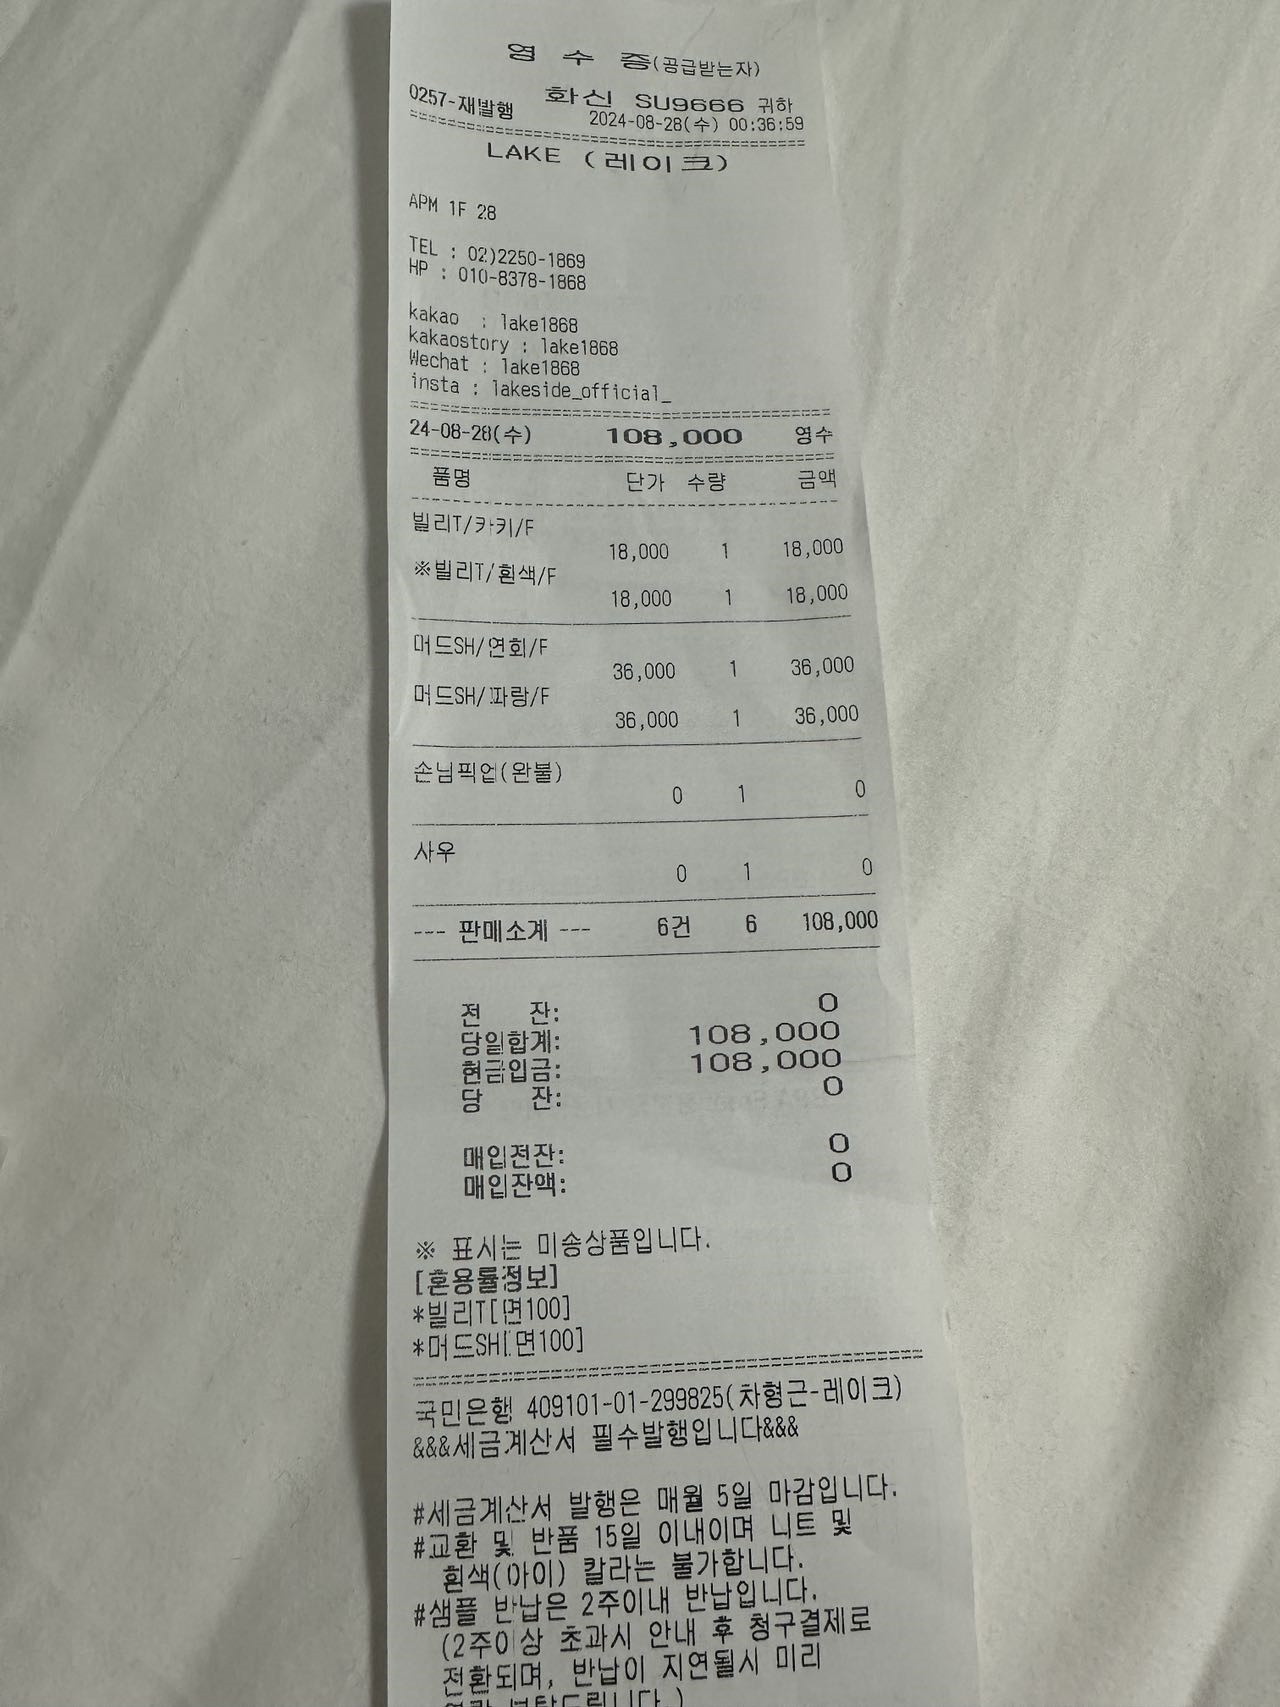 영 수 증(공급받는자)
0257-재발행 화신 SU9666 귀하
2024-08-28(수) 00:36:59
LAKE (레이크)
APM 1F 28
TEL : 02)2250-1869
HP : 010-8378-1868
kakao : lake1868
kakaostory : lake1868
Wechat : lake1868
insta : lakeside_official_
24-08-28(수) 108,000 영수
품명 단가 수량 금액
빌리T/카키/F
18,000 1 18,000
※빌리T/흰색/F
18,000 1 18,000
머드SH/연회/F
36,000 1 36,000
머드SH/파랑/F
36,000 1 36,000
손님픽업(완불)
0 1 0
사우
0 1 0
--- 판매소계 --- 6건 6 108,000
전 잔: 0
당일합계: 108,000
현금입금: 108,000
당 잔: 0
매입전잔: 0
매입잔액: 0
※ 표시는 미송상품입니다.
[혼용률정보]
*빌리T[면100]
*머드SH[면100]
국민은행 409101-01-299825(차형근-레이크)
&&&세금계산서 필수발행입니다&&&
#세금계산서 발행은 매월 5일 마감입니다.
#교환 및 반품 15일 이내이며 니트 및
흰색(아이) 칼라는 불가합니다.
#샘플 반납은 2주이내 반납입니다.
(2주이상 초과시 안내 후 청구결제로
전환되며, 반납이 지연될시 미리